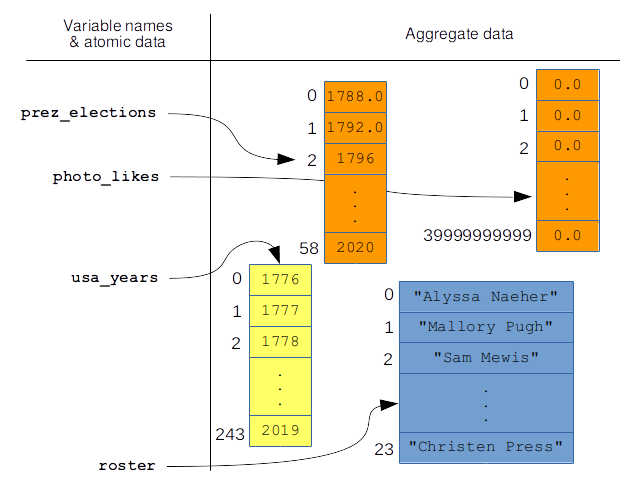 Variable names
& atomic data
Aggregate data
prez_elections
photo_likes
usa_years
roster
0 1788.0
1 1792.0
2 1796
.
.
.
58 2020
0 0.0
1 0.0
2 0.0
.
.
.
39999999999 0.0
0 1776
1 1777
2 1778
.
.
.
243 2019
0 "Alyssa Naeher"
1 "Mallory Pugh"
2 "Sam Mewis"
.
.
.
23 "Christen Press"